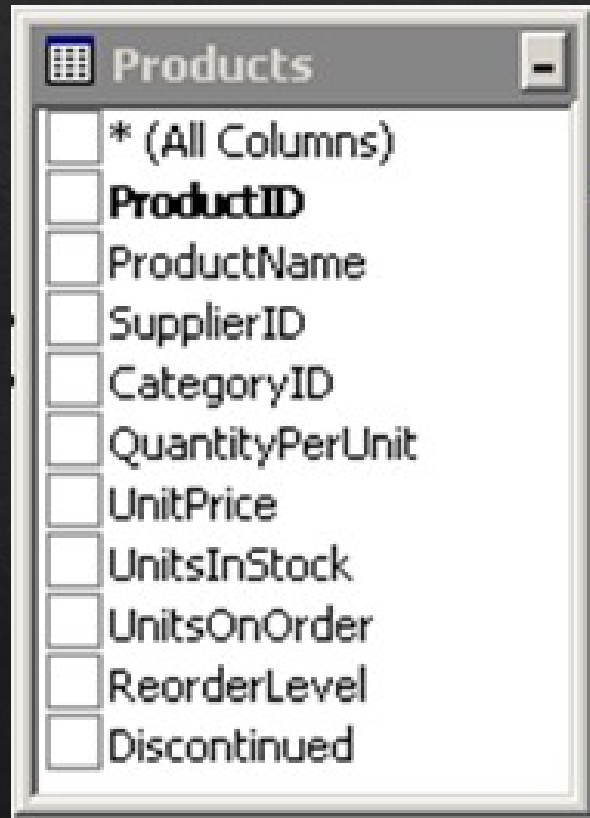 Products
* (All Columns)
ProductID
ProductName
SupplierID
CategoryID
QuantityPerUnit
UnitPrice
UnitsInStock
UnitsOnOrder
ReorderLevel
Discontinued